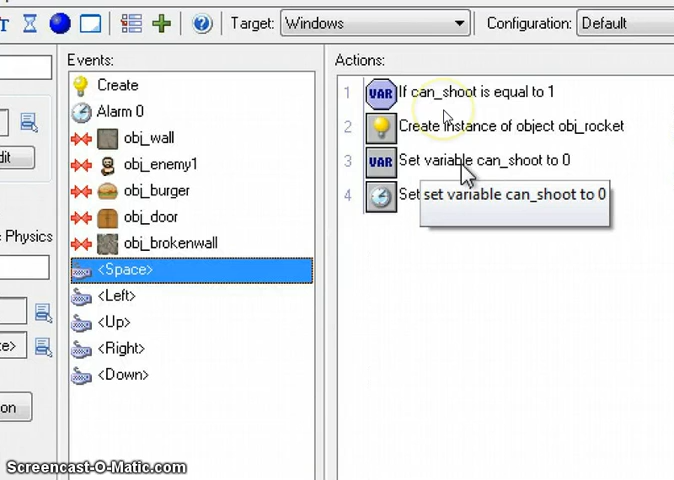 Target: Windows Configuration: Default
Events: Actions:
Create
Alarm 0
obj_wall
obj_enemy1
obj_burger
obj_door
obj_brokenwall
<Space>
<Left>
<Up>
<Right>
<Down>
1 If can_shoot is equal to 1
2 Create instance of object obj_rocket
3 Set variable can_shoot to 0
4 Set
set variable can_shoot to 0
Physics
Screencast-O-Matic.com